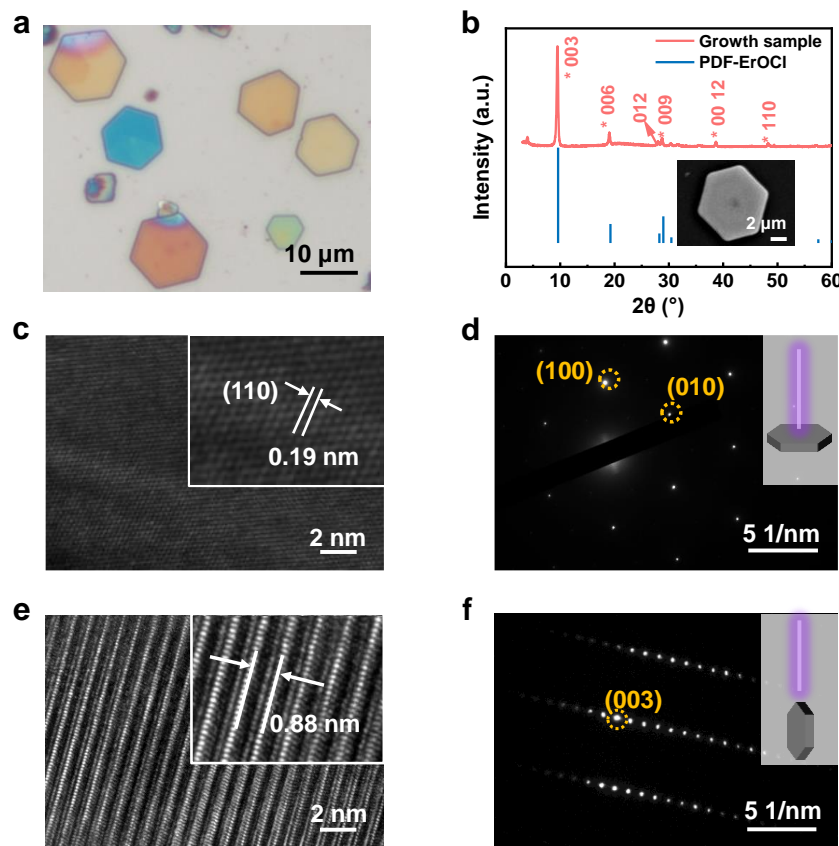 a
10 μm
b
Intensity (a.u.)
Growth sample
PDF-ErOCl
* 003
* 006
012
* 009
* 00 12
* 110
2 μm
0 10 20 30 40 50 60
2θ (°)
c
(110)
0.19 nm
2 nm
d
(100)
(010)
5 1/nm
e
0.88 nm
2 nm
f
(003)
5 1/nm